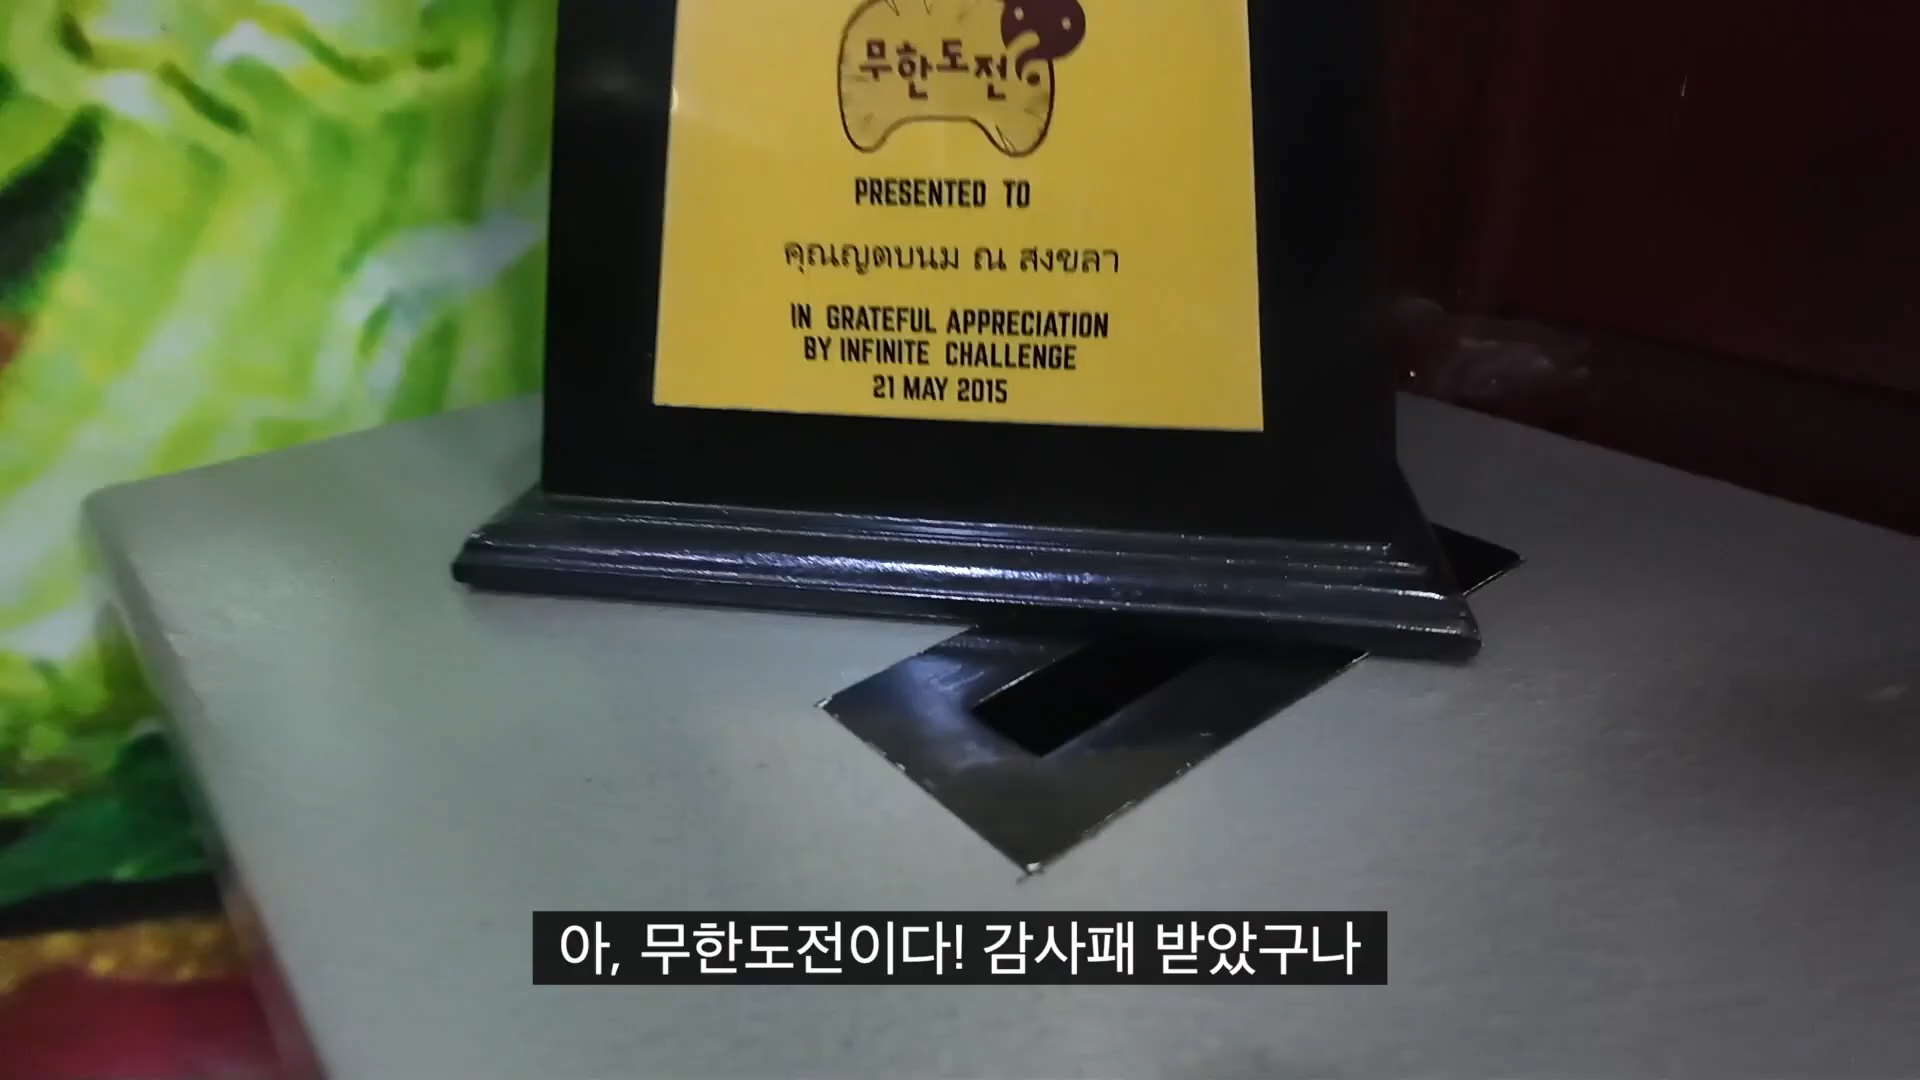 무한도전
PRESENTED TO
คุณญตบนม ณ สงขลา
IN GRATEFUL APPRECIATION
BY INFINITE CHALLENGE
21 MAY 2015
아, 무한도전이다! 감사패 받았구나